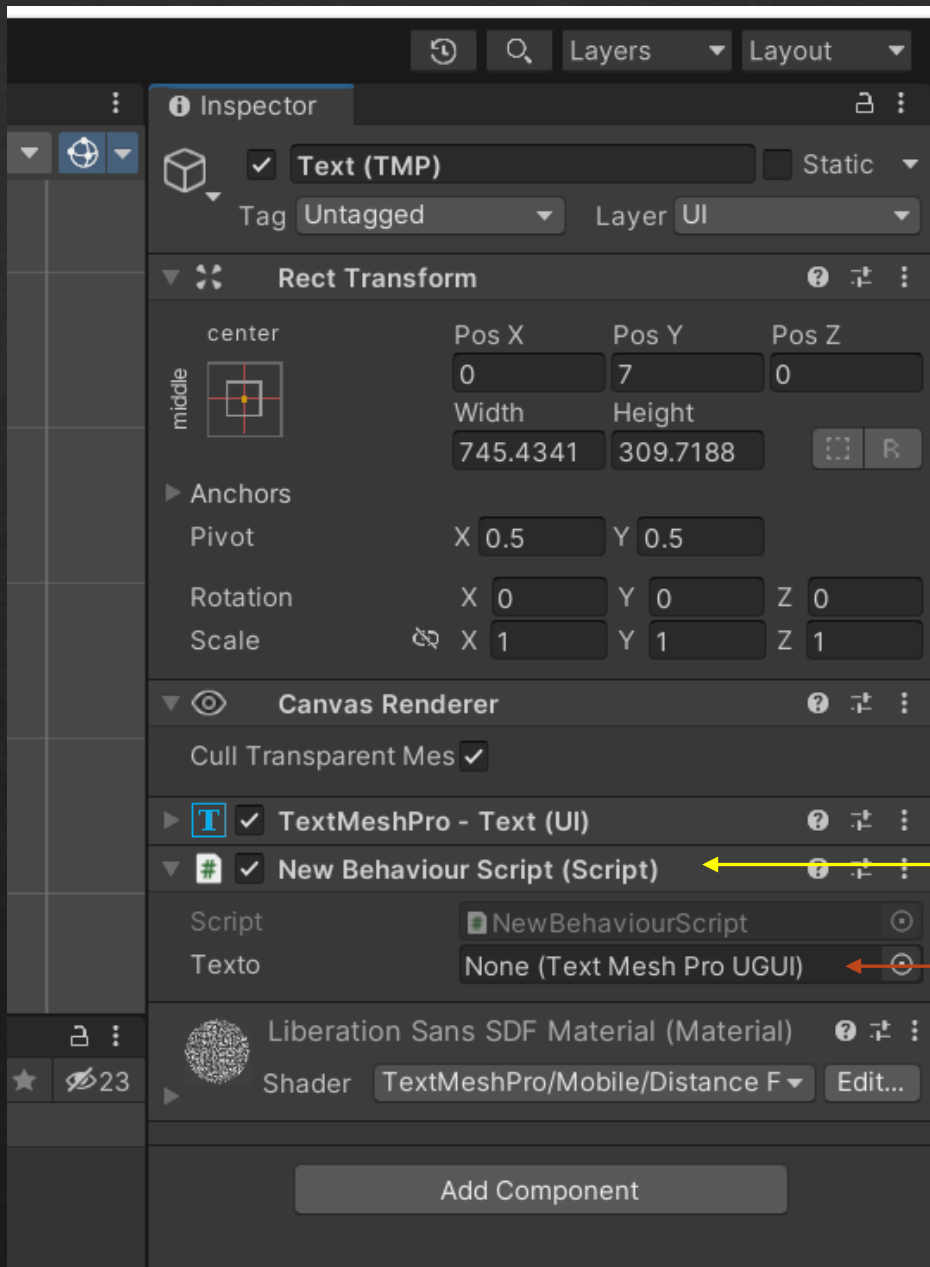 Layers Layout
Inspector
Text (TMP) Static
Tag Untagged Layer UI
Rect Transform
center Pos X Pos Y Pos Z
middle 0 7 0
Width Height
745.4341 309.7188 R
Anchors
Pivot X 0.5 Y 0.5
Rotation X 0 Y 0 Z 0
Scale X 1 Y 1 Z 1
Canvas Renderer
Cull Transparent Mes
T TextMeshPro - Text (UI)
# New Behaviour Script (Script)
Script # NewBehaviourScript
Texto None (Text Mesh Pro UGUI)
Liberation Sans SDF Material (Material)
23 Shader TextMeshPro/Mobile/Distance F Edit...
Add Component